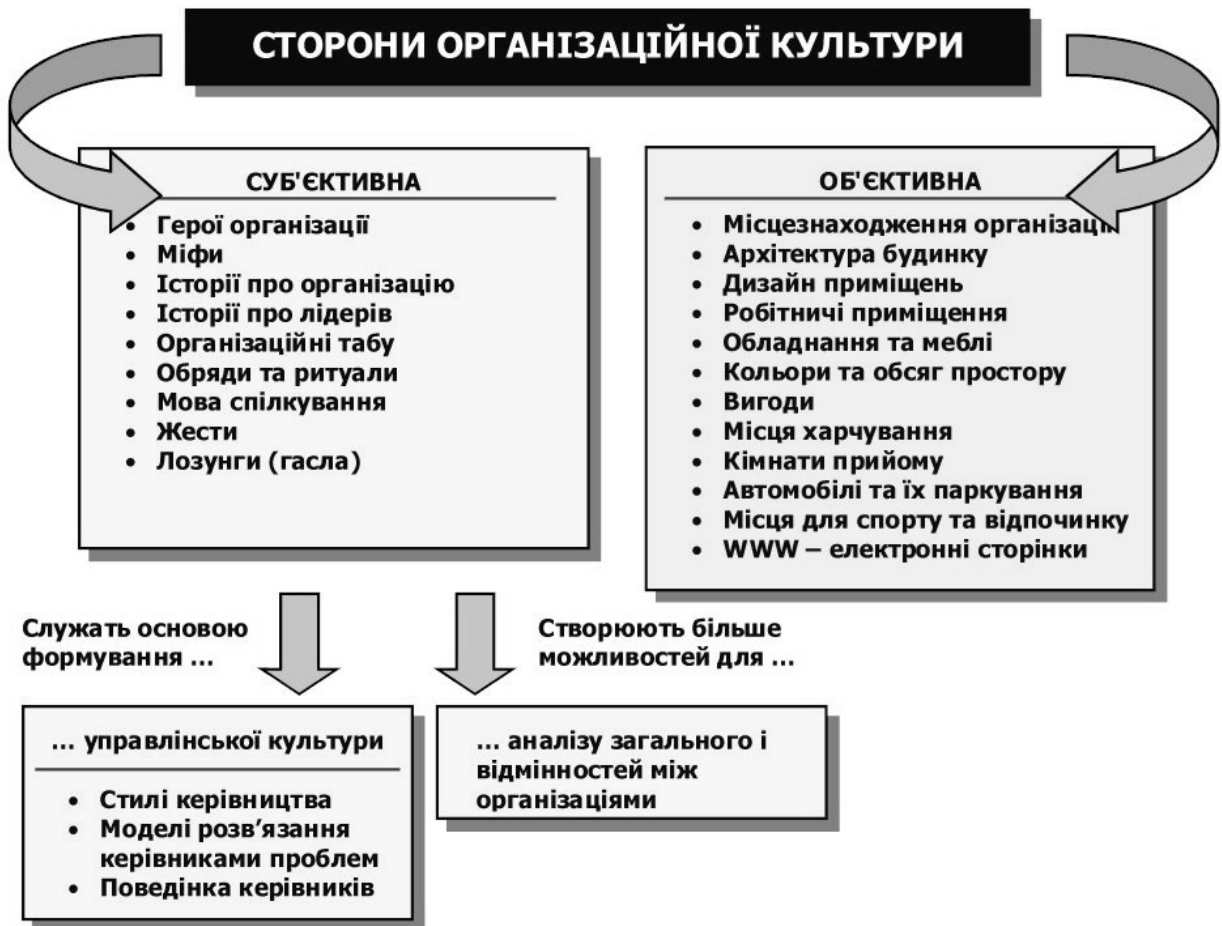 СТОРОНИ ОРГАНІЗАЦІЙНОЇ КУЛЬТУРИ
СУБ'ЄКТИВНА
• Герої організації
• Міфи
• Історії про організацію
• Історії про лідерів
• Організаційні табу
• Обряди та ритуали
• Мова спілкування
• Жести
• Лозунги (гасла)
ОБ'ЄКТИВНА
• Місцезнаходження організації
• Архітектура будинку
• Дизайн приміщень
• Робітничі приміщення
• Обладнання та меблі
• Кольори та обсяг простору
• Вигоди
• Місця харчування
• Кімнати прийому
• Автомобілі та їх паркування
• Місця для спорту та відпочинку
• WWW – електронні сторінки
Служать основою
формування ...
Створюють більше
можливостей для ...
... управлінської культури
• Стилі керівництва
• Моделі розв’язання
керівниками проблем
• Поведінка керівників
... аналізу загального і
відмінностей між
організаціями